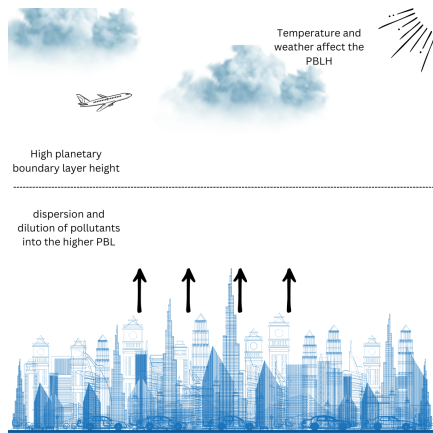 Temperature and
weather affect the
PBLH
High planetary
boundary layer height
dispersion and
dilution of pollutants
into the higher PBL